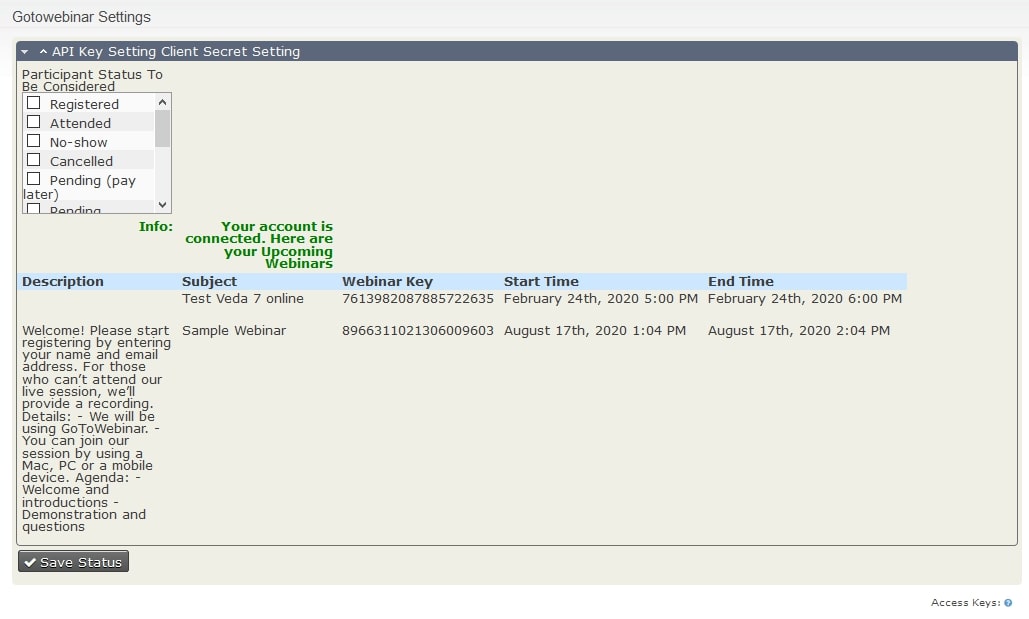 Gotowebinar Settings
API Key Setting Client Secret Setting
Participant Status To
Be Considered
Registered
Attended
No-show
Cancelled
Pending (pay
later)
Pending
Info: Your account is
connected. Here are
your Upcoming
Webinars
Description Subject Webinar Key Start Time End Time
Test Veda 7 online 7613982087885722635 February 24th, 2020 5:00 PM February 24th, 2020 6:00 PM
Welcome! Please start Sample Webinar 8966311021306009603 August 17th, 2020 1:04 PM August 17th, 2020 2:04 PM
registering by entering
your name and email
address. For those
who can’t attend our
live session, we’ll
provide a recording.
Details: - We will be
using GoToWebinar. -
You can join our
session by using a
Mac, PC or a mobile
device. Agenda: -
Welcome and
introductions -
Demonstration and
questions
Save Status
Access Keys: ?